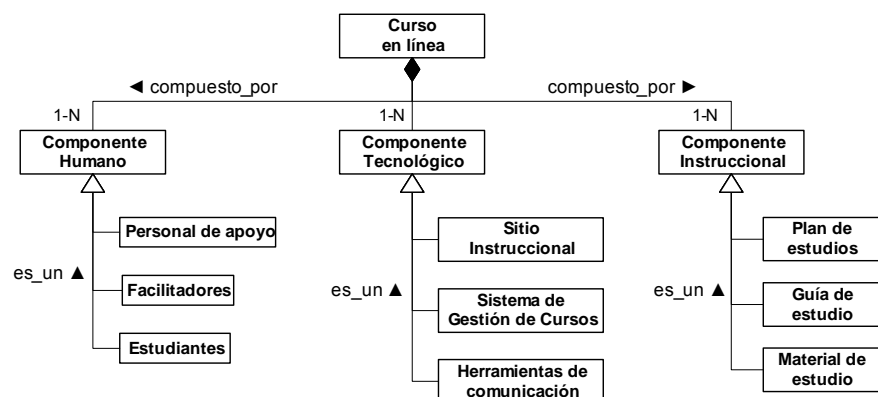 Curso
en línea
◄ compuesto_por
compuesto_por ►
1-N
1-N
1-N
Componente
Humano
Componente
Tecnológico
Componente
Instruccional
Personal de apoyo
Facilitadores
Estudiantes
es_un ▲
Sitio
Instruccional
Sistema de
Gestión de Cursos
Herramientas de
comunicación
es_un ▲
Plan de
estudios
Guía de
estudio
Material de
estudio
es_un ▲